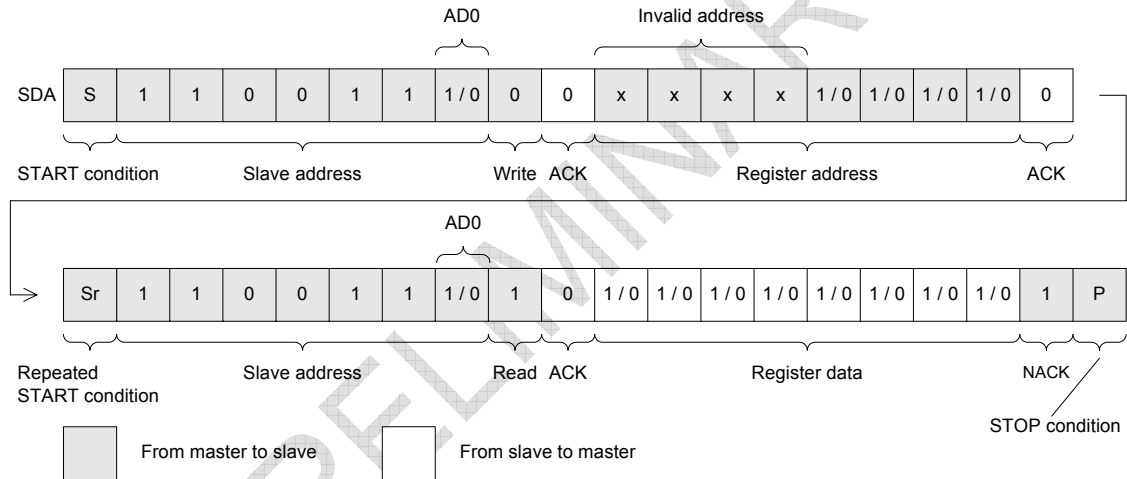 AD0 Invalid address
SDA S 1 1 0 0 1 1 1 / 0 0 0 x x x x 1 / 0 1 / 0 1 / 0 1 / 0 0
START condition Slave address Write ACK Register address ACK
AD0
Sr 1 1 0 0 1 1 1 / 0 1 0 1 / 0 1 / 0 1 / 0 1 / 0 1 / 0 1 / 0 1 / 0 1 / 0 1 P
Repeated Slave address Read ACK Register data NACK
START condition
STOP condition
From master to slave From slave to master